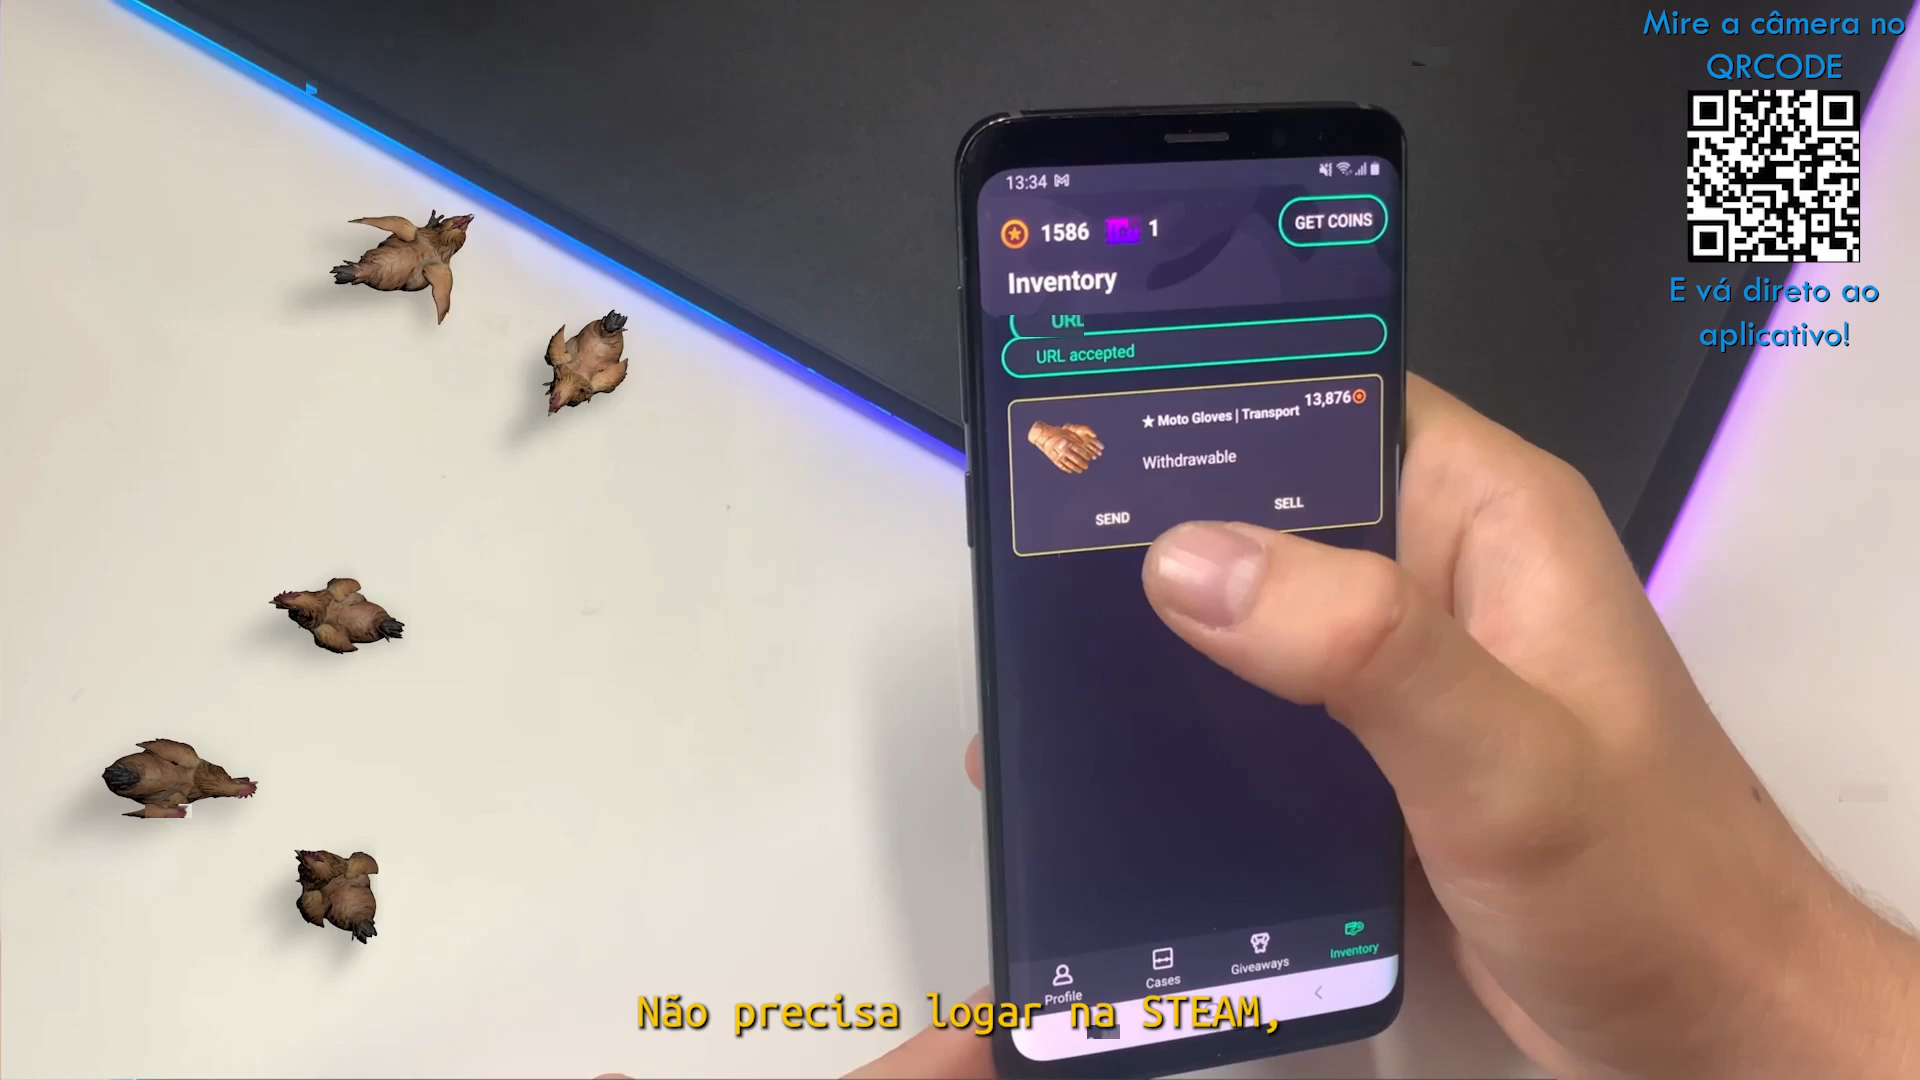 Mire a câmera no
QRCODE
E vá direto ao
aplicativo!
13:34
1586
1
GET COINS
Inventory
URL
URL accepted
13,876
★ Moto Gloves | Transport
Withdrawable
SEND
SELL
Profile
Cases
Giveaways
Inventory
Não precisa logar na STEAM,